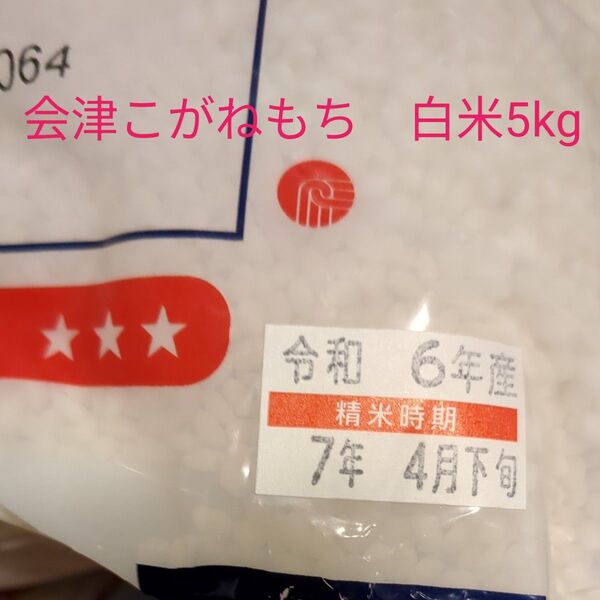 064
会津こがねもち　白米5kg
令和 6年産
精米時期
7年 4月下旬